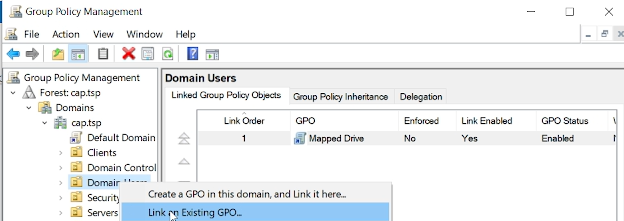 Group Policy Management
File Action View Window Help
Group Policy Management
Forest: cap.tsp
Domains
cap.tsp
Default Domain
Clients
Domain Control
Domain Users
Security
Servers
Domain Users
Linked Group Policy Objects Group Policy Inheritance Delegation
Link Order GPO Enforced Link Enabled GPO Status
1 Mapped Drive No Yes Enabled
Create a GPO in this domain, and Link it here...
Link an Existing GPO...